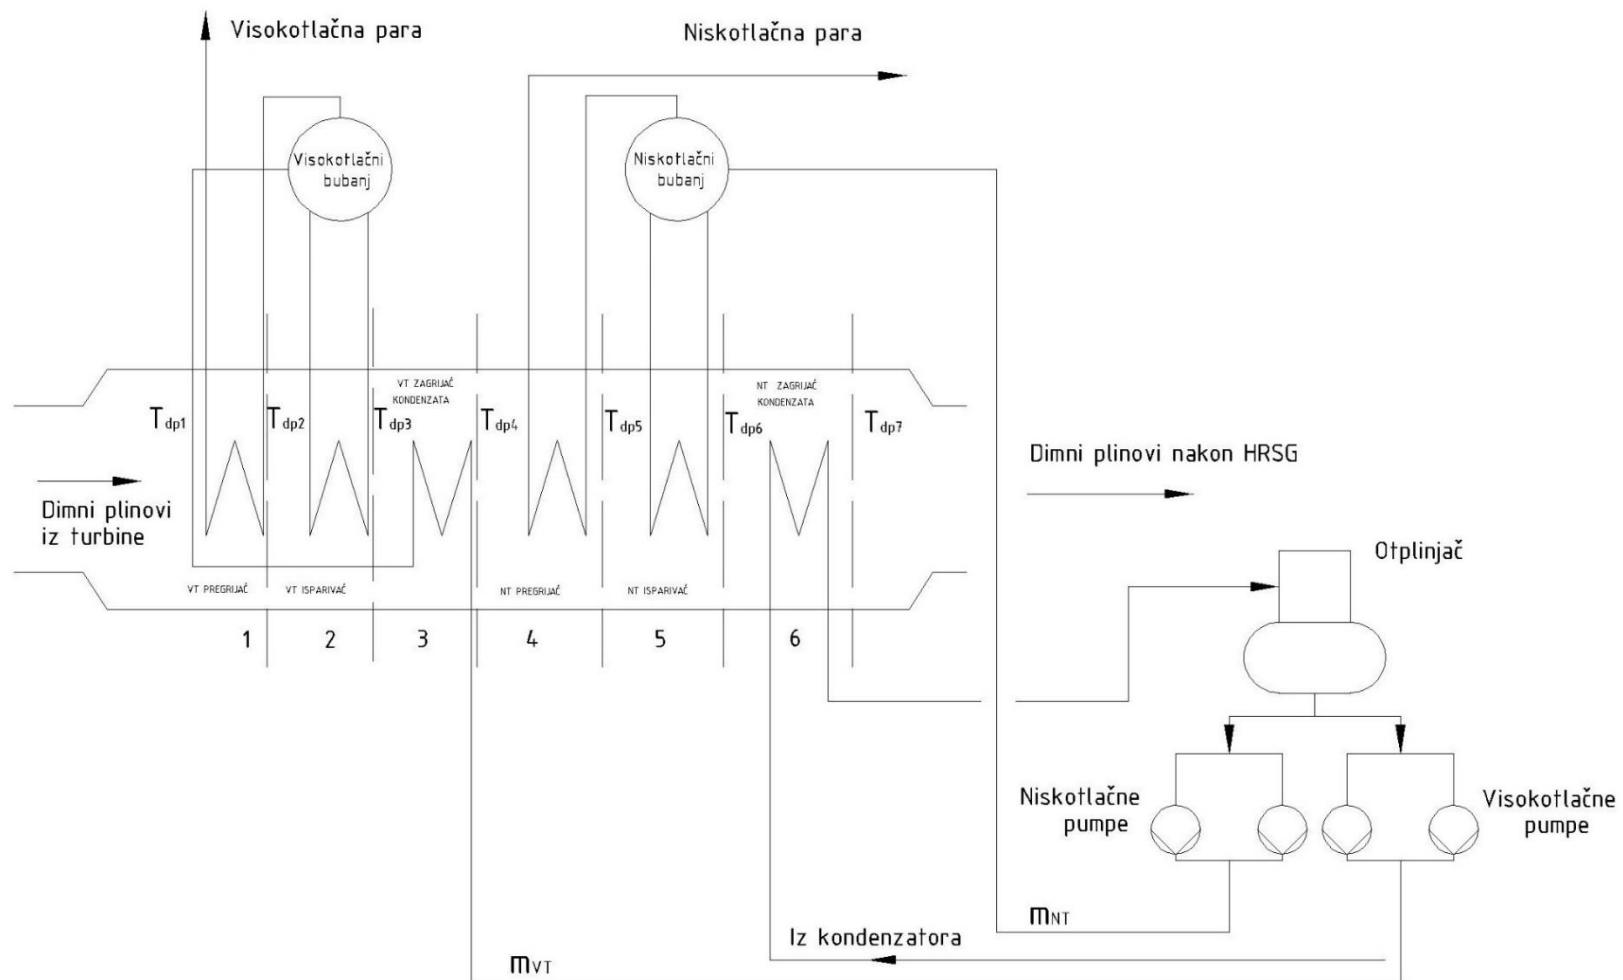 Visokotlačna para
Niskotlačna para
Visokotlačni
bubanj
Niskotlačni
bubanj
VT ZAGRIJAČ
KONDENZATA
NT ZAGRIJAČ
KONDENZATA
Tdp1
Tdp2
Tdp3
Tdp4
Tdp5
Tdp6
Tdp7
Dimni plinovi
iz turbine
Dimni plinovi nakon HRSG
Otplinjač
VT PREGRIJAČ
VT ISPARIVAČ
NT PREGRIJAČ
NT ISPARIVAČ
1
2
3
4
5
6
Niskotlačne
pumpe
Visokotlačne
pumpe
mNT
Iz kondenzatora
mVT